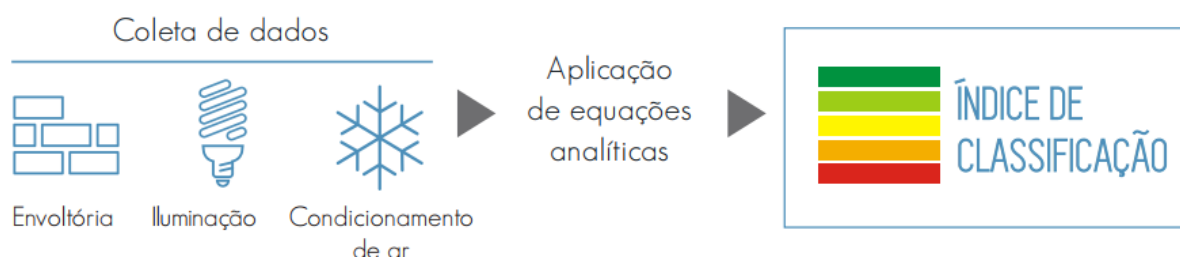 Coleta de dados
Envoltória
Iluminação
Condicionamento
de ar
Aplicação
de equações
analíticas
ÍNDICE DE
CLASSIFICAÇÃO